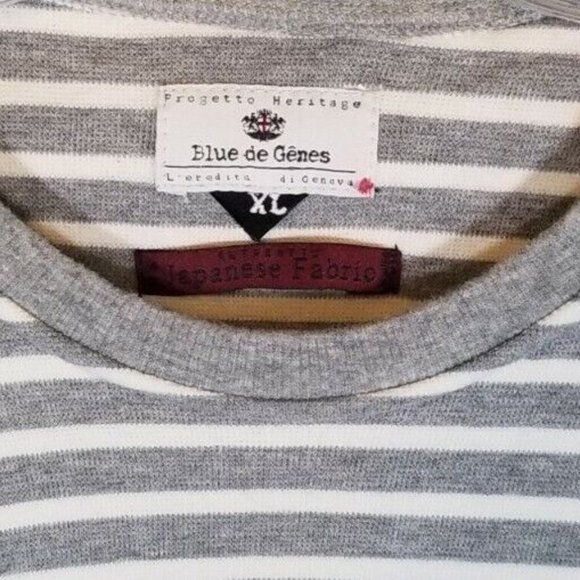 Progetto Heritage
Blue de Gênes
L'eredità di Genova
XL
Japanese Fabric